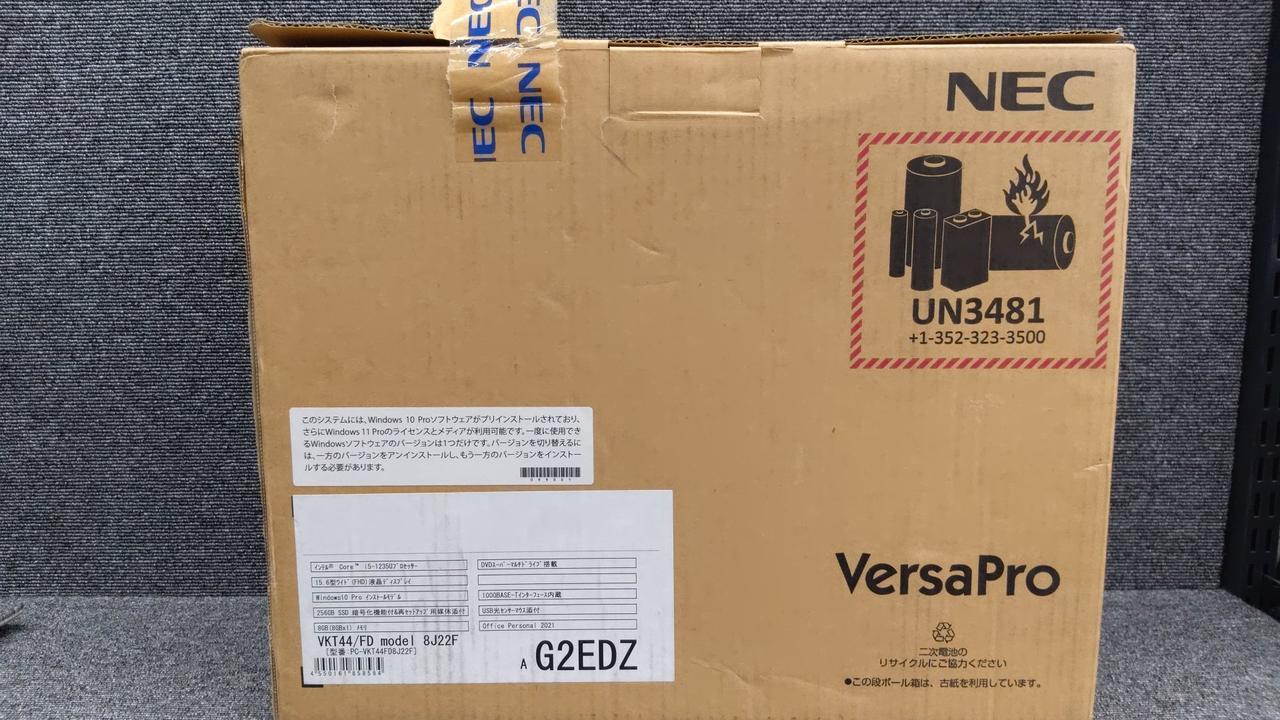 NEC
NEC
NEC
UN3481
+1-352-323-3500
このシステムには、Windows 10 Proソフトウェアがプリインストールされており、
さらにWindows 11 Proのライセンスとメディアが利用可能です。一度に使用でき
るWindowsソフトウェアのバージョンは1つだけです。バージョンを切り替えるに
は、一方のバージョンをアンインストールし、もう一方のバージョンをインストー
ルする必要があります。
インテル® Core™ i5-1235Uプロセッサー
15.6型ワイド(FHD)液晶ディスプレイ
Windows10 Pro インストールモデル
256GB SSD 暗号化機能付&再セットアップ用媒体添付
8GB(8GBx1) メモリ
DVDスーパーマルチドライブ搭載
1000BASE-Tインターフェース内蔵
USB光センサーマウス添付
Office Personal 2021
VKT44/FD model 8J22F
[型番:PC-VKT44FD8J22F]
A G2EDZ
VersaPro
二次電池の
リサイクルにご協力ください
●この段ボール箱は、古紙を利用しています。